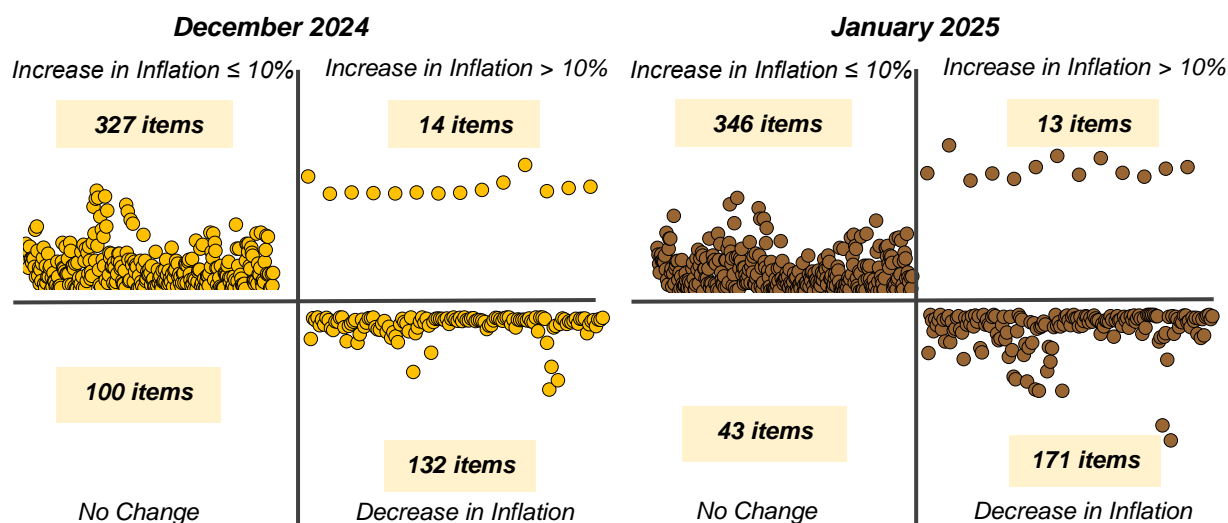 December 2024
Increase in Inflation ≤ 10%
Increase in Inflation > 10%
327 items
14 items
100 items
132 items
No Change
Decrease in Inflation
January 2025
Increase in Inflation ≤ 10%
Increase in Inflation > 10%
346 items
13 items
43 items
171 items
No Change
Decrease in Inflation